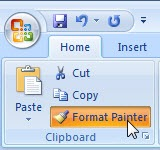 Home Insert
Cut
Copy
Paste
Format Painter
Clipboard